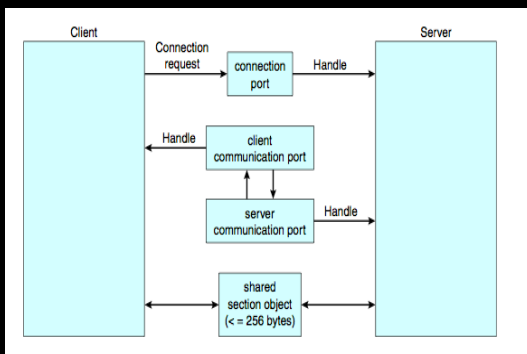 Client
Server
Connection
request
connection
port
Handle
Handle
client
communication port
server
communication port
Handle
shared
section object
(< = 256 bytes)